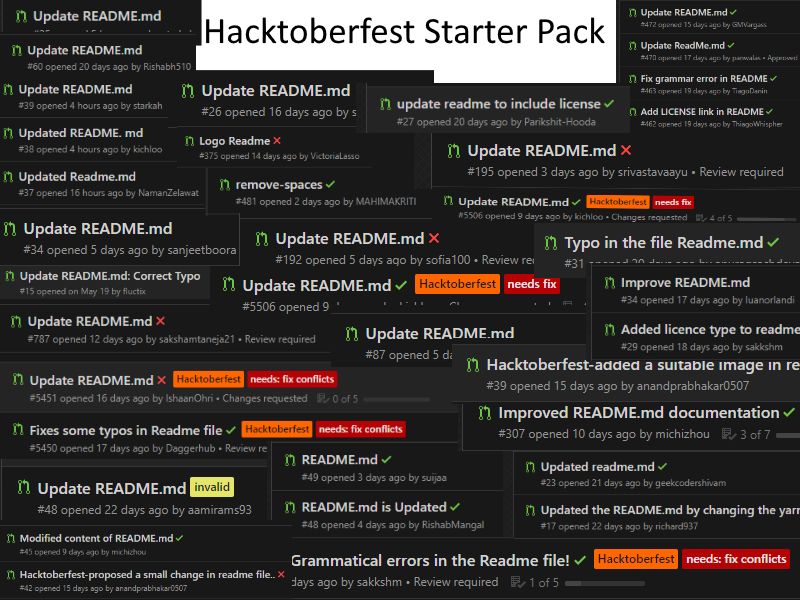 Hacktoberfest Starter Pack
Update README.md
Update README.md
#60 opened 20 days ago by Rishabh510
Update README.md
#39 opened 4 hours ago by starkah
Updated README. md
#38 opened 4 hours ago by kichloo
Updated Readme.md
#37 opened 16 hours ago by NamanZelawat
Update README.md
#34 opened 5 days ago by sanjeetboora
Update README.md: Correct Typo
#15 opened on May 19 by fluctix
Update README.md
#787 opened 12 days ago by sakshamtaneja21 • Review required
Update README.md Hacktoberfest needs: fix conflicts
#5451 opened 16 days ago by IshaanOhri • Changes requested 0 of 5
Fixes some typos in Readme file Hacktoberfest needs: fix conflicts
#5450 opened 17 days ago by Daggerhub • Review re
Update README.md invalid
#48 opened 22 days ago by aamirams93
Modified content of README.md
#45 opened 9 days ago by michizhou
Hacktoberfest-proposed a small change in readme file..
#42 opened 15 days ago by anandprabhakar0507
Update README.md
#26 opened 16 days ago by s
Logo Readme
#375 opened 14 days ago by VictoriaLasso
remove-spaces
#481 opened 2 days ago by MAHIMAKRITI
Update README.md
#192 opened 5 days ago by sofia100 • Review re
Update README.md Hacktoberfest needs fix
#5506 opened 9
Update README.md
#87 opened 5 da
README.md
#49 opened 3 days ago by suijaa
README.md is Updated
#48 opened 4 days ago by RishabMangal
Grammatical errors in the Readme file! Hacktoberfest needs: fix conflicts
days ago by sakkshm • Review required 1 of 5
update readme to include license
#27 opened 20 days ago by Parikshit-Hooda
Update README.md
#195 opened 3 days ago by srivastavaayu • Review required
Update README.md Hacktoberfest needs fix
#5506 opened 9 days ago by kichloo • Changes requested 4 of 5
Typo in the file Readme.md
#31
Hacktoberfest-added a suitable image in re
#39 opened 15 days ago by anandprabhakar0507
Improved README.md documentation
#307 opened 10 days ago by michizhou 3 of 7
Updated readme.md
#23 opened 21 days ago by geekcodershivam
Updated the README.md by changing the yarn
#17 opened 22 days ago by richard937
Update README.md
#472 opened 15 days ago by GMVargass
Update ReadMe.md
#470 opened 17 days ago by panwalas • Approved
Fix grammar error in README
#463 opened 19 days ago by TiagoDanin
Add LICENSE link in README
#462 opened 19 days ago by ThiagoWhispher
Improve README.md
#34 opened 17 days ago by luanorlandi
Added licence type to readme
#29 opened 18 days ago by sakkshm